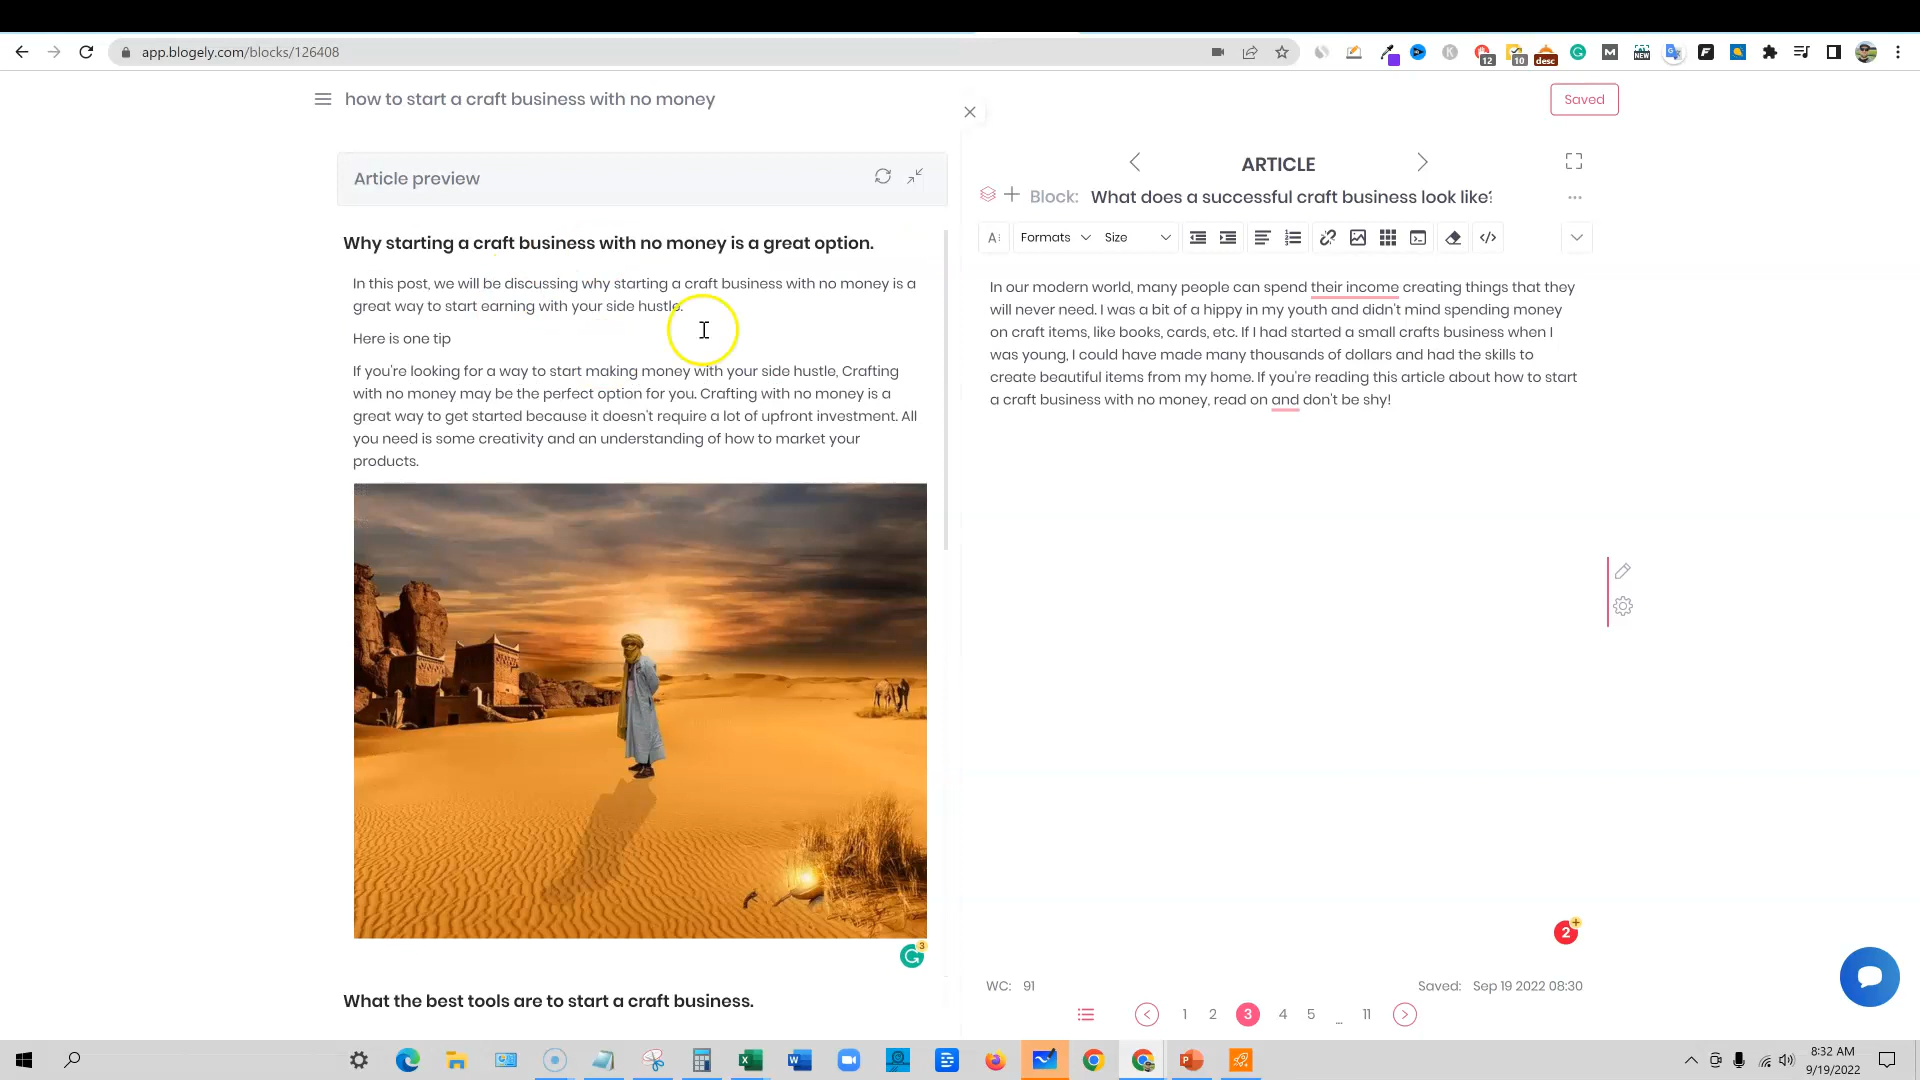 app.blogely.com/blocks/126408
12
10
desc
NEW
how to start a craft business with no money
Saved
Article preview
Why starting a craft business with no money is a great option.
In this post, we will be discussing why starting a craft business with no money is a
great way to start earning with your side hustle.
Here is one tip
If you're looking for a way to start making money with your side hustle, Crafting
with no money may be the perfect option for you. Crafting with no money is a
great way to get started because it doesn't require a lot of upfront investment. All
you need is some creativity and an understanding of how to market your
products.
3
What the best tools are to start a craft business.
ARTICLE
Block: What does a successful craft business look like?
Formats
Size
In our modern world, many people can spend their income creating things that they
will never need. I was a bit of a hippy in my youth and didn't mind spending money
on craft items, like books, cards, etc. If I had started a small crafts business when I
was young, I could have made many thousands of dollars and had the skills to
create beautiful items from my home. If you're reading this article about how to start
a craft business with no money, read on and don't be shy!
2
WC: 91
Saved: Sep 19 2022 08:30
1 2 3 4 5 ... 11
8:32 AM
9/19/2022